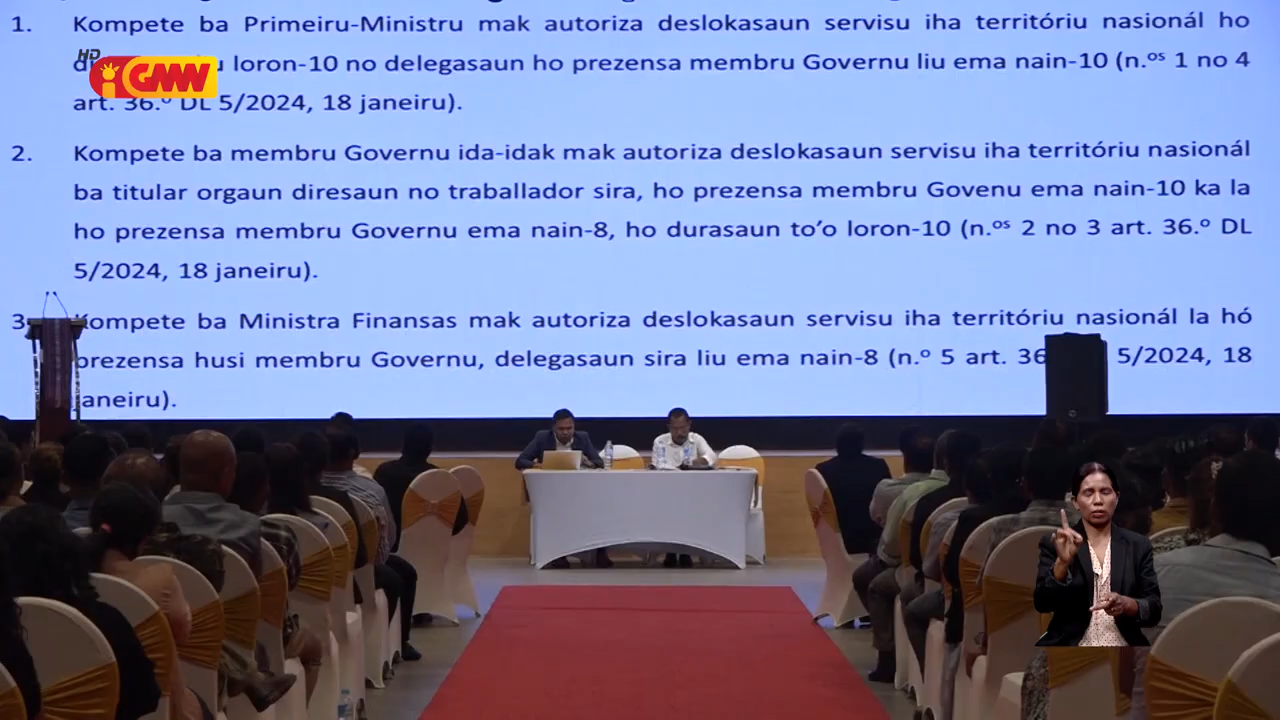 1. Kompete ba Primeiru-Ministru mak autoriza deslokasaun servisu iha território nasionál ho
HD
GMN
loron-10 no delegasaun ho prezensa membru Governu liu ema nain-10 (n.ᵒˢ 1 no 4
art. 36.º DL 5/2024, 18 janeiru).
2. Kompete ba membru Governu ida-idak mak autoriza deslokasaun servisu iha território nasionál
ba titular orgaun diresaun no traballador sira, ho prezensa membru Govenu ema nain-10 ka la
ho prezensa membru Governu ema nain-8, ho durasaun to’o loron-10 (n.ᵒˢ 2 no 3 art. 36.º DL
5/2024, 18 janeiru).
3. Kompete ba Ministra Finansas mak autoriza deslokasaun servisu iha território nasionál la hó
prezensa husi membru Governu, delegasaun sira liu ema nain-8 (n.º 5 art. 36 5/2024, 18
janeiru).